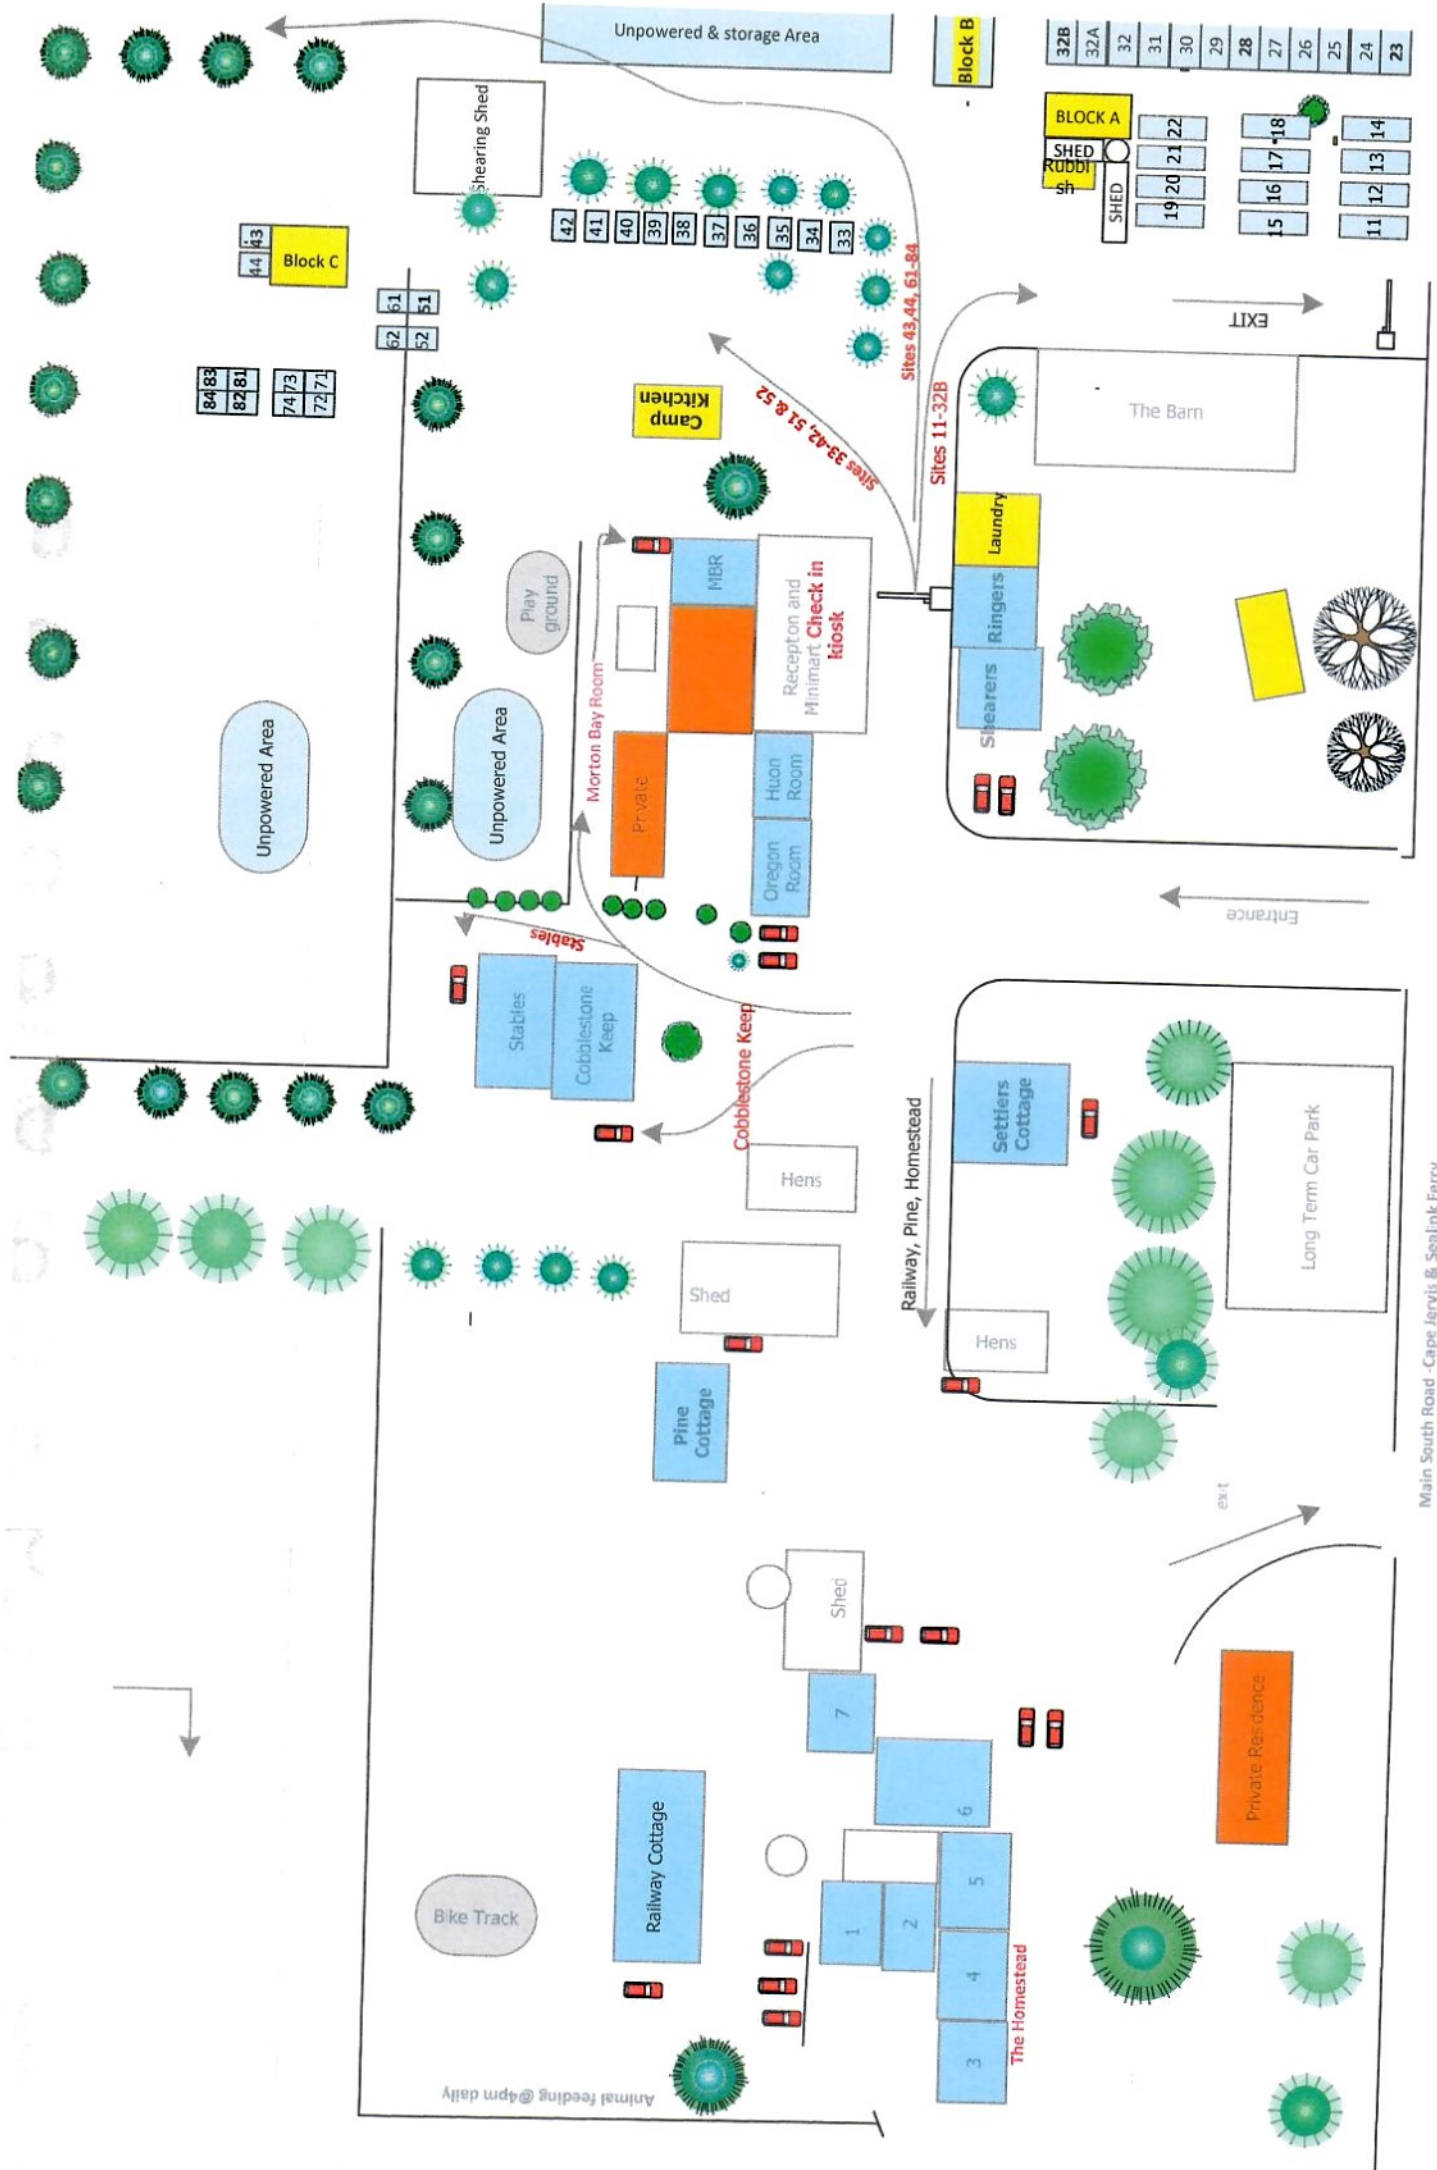 Unpowered & storage Area
Block B
32B
32A
32
31
30
29
28
27
26
25
24
23
Shearing Shed
BLOCK A
SHED
Rubbi
sh
SHED
22
21
20
19
18
17
16
15
14
13
12
11
42
41
40
39
38
37
36
35
34
33
43
44
Block C
61
51
62
52
84 83
82 81
74 73
72 71
Camp
Kitchen
Sites 33-42, 51 & 52
Sites 43,44, 61-84
Sites 11-32B
EXIT
The Barn
Laundry
Ringers
Shearers
Play
ground
MBR
Recepton and
Minimart Check in
kiosk
Morton Bay Room
Private
Huon
Room
Oregon
Room
Unpowered Area
Unpowered Area
Stables
Stables
Cobblestone
Keep
Cobblestone Keep
Entrance
Hens
Settlers
Cottage
Railway, Pine, Homestead
Long Term Car Park
Shed
Hens
Pine
Cottage
exit
Main South Road -Cape Jervis & Sealink Ferry
Shed
7
6
Railway Cottage
Private Residence
Bike Track
1
2
5
4
3
The Homestead
Animal feeding @4pm daily